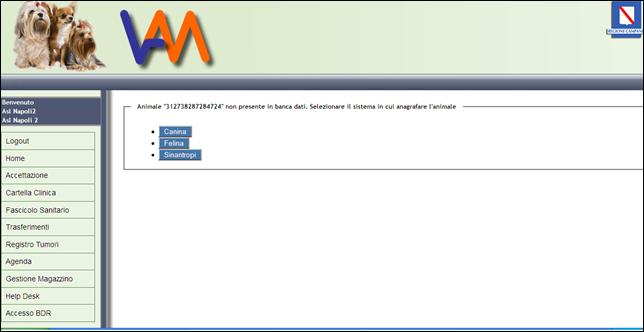 VAM
REGIONE CAMPANIA
Benvenuto
Asl Napoli2
Asl Napoli 2
Logout
Home
Accettazione
Cartella Clinica
Fascicolo Sanitario
Trasferimenti
Registro Tumori
Agenda
Gestione Magazzino
Help Desk
Accesso BDR
Animale "312738287284724" non presente in banca dati. Selezionare il sistema in cui anagrafare l'animale
Canina
Felina
Sinantropi